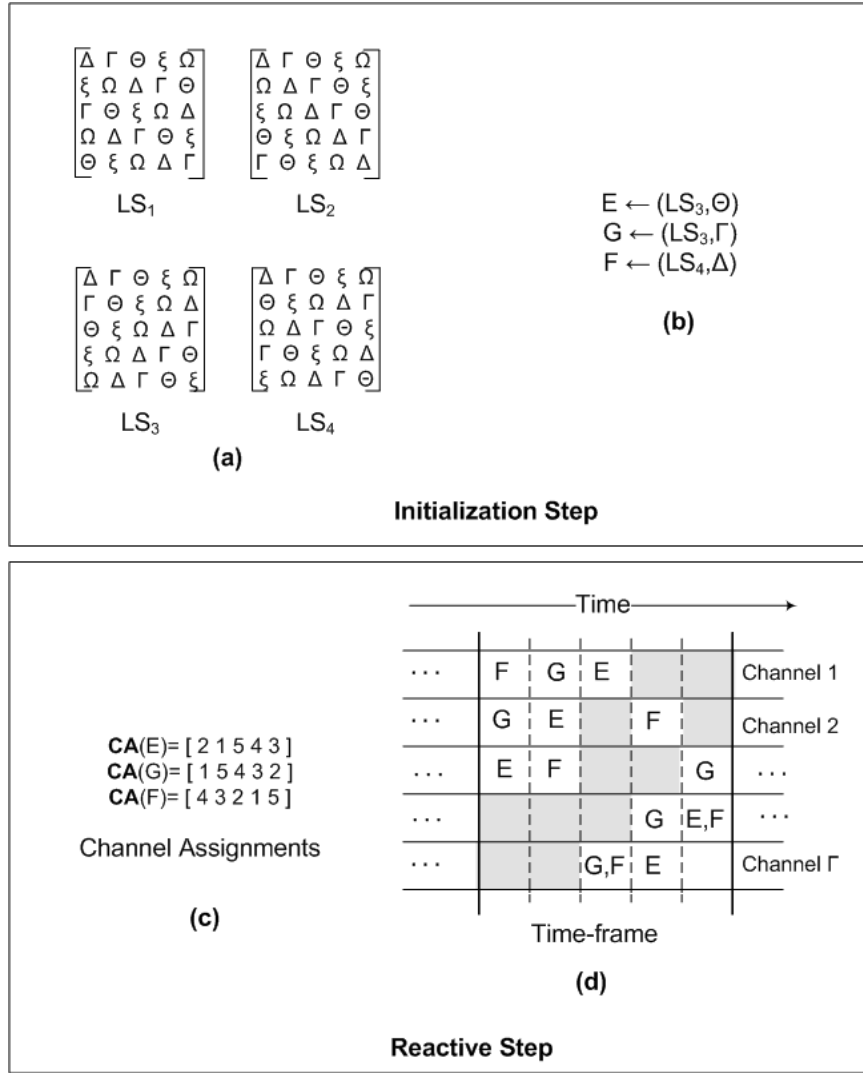 Δ Γ Θ ξ Ω
ξ Ω Δ Γ Θ
Γ Θ ξ Ω Δ
Ω Δ Γ Θ ξ
Θ ξ Ω Δ Γ
LS₁
Δ Γ Θ ξ Ω
Ω Δ Γ Θ ξ
ξ Ω Δ Γ Θ
Θ ξ Ω Δ Γ
Γ Θ ξ Ω Δ
LS₂
Δ Γ Θ ξ Ω
Γ Θ ξ Ω Δ
Θ ξ Ω Δ Γ
ξ Ω Δ Γ Θ
Ω Δ Γ Θ ξ
LS₃
Δ Γ Θ ξ Ω
Θ ξ Ω Δ Γ
Ω Δ Γ Θ ξ
Γ Θ ξ Ω Δ
ξ Ω Δ Γ Θ
LS₄
(a)
E ← (LS₃,Θ)
G ← (LS₃,Γ)
F ← (LS₄,Δ)
(b)
Initialization Step
CA(E)= [ 2 1 5 4 3 ]
CA(G)= [ 1 5 4 3 2 ]
CA(F)= [ 4 3 2 1 5 ]
Channel Assignments
(c)
Time
··· F G E Channel 1
··· G E F Channel 2
··· E F G ···
··· G E,F ···
··· G,F E Channel Γ
Time-frame
(d)
Reactive Step